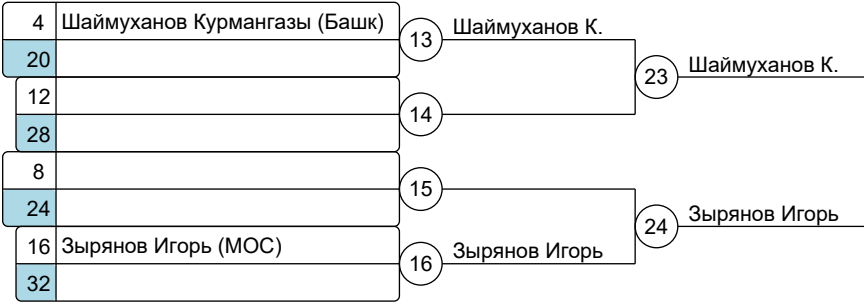 4 Шаймуханов Курмангазы (Башк)
20
13 Шаймуханов К.
12
28
14
23 Шаймуханов К.
8
24
15
16 Зырянов Игорь (МОС)
32
16 Зырянов Игорь
24 Зырянов Игорь